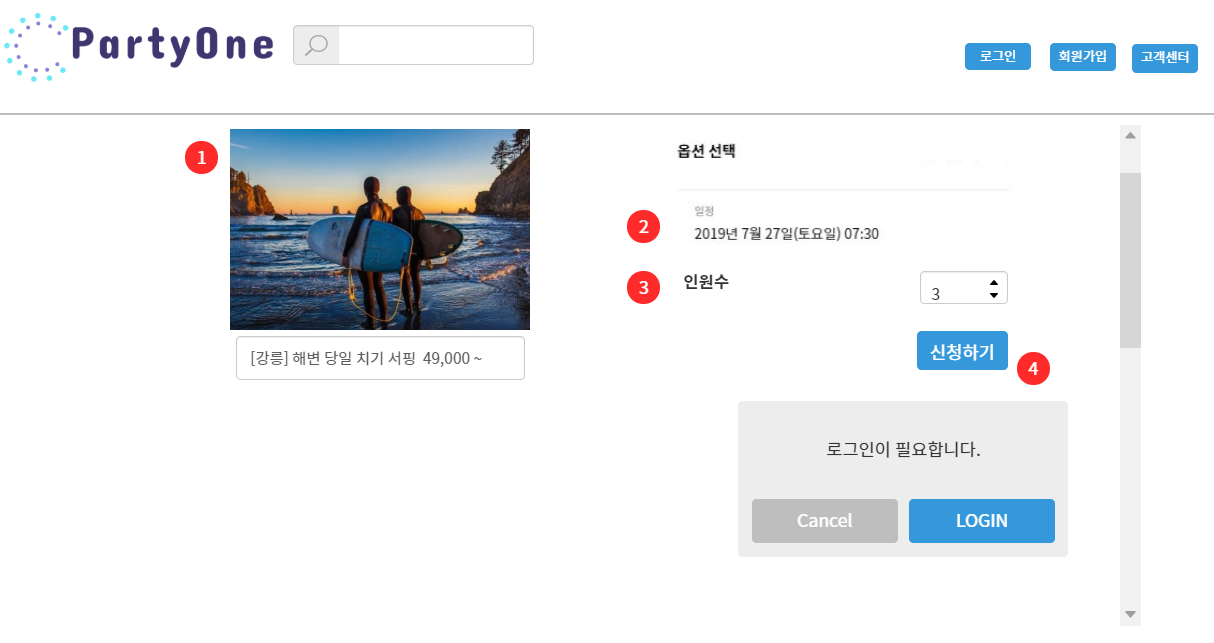 PartyOne
로그인
회원가입
고객센터
1
옵션 선택
일정
2
2019년 7월 27일(토요일) 07:30
3
인원수
3
[강릉] 해변 당일 치기 서핑 49,000 ~
신청하기
4
로그인이 필요합니다.
Cancel
LOGIN